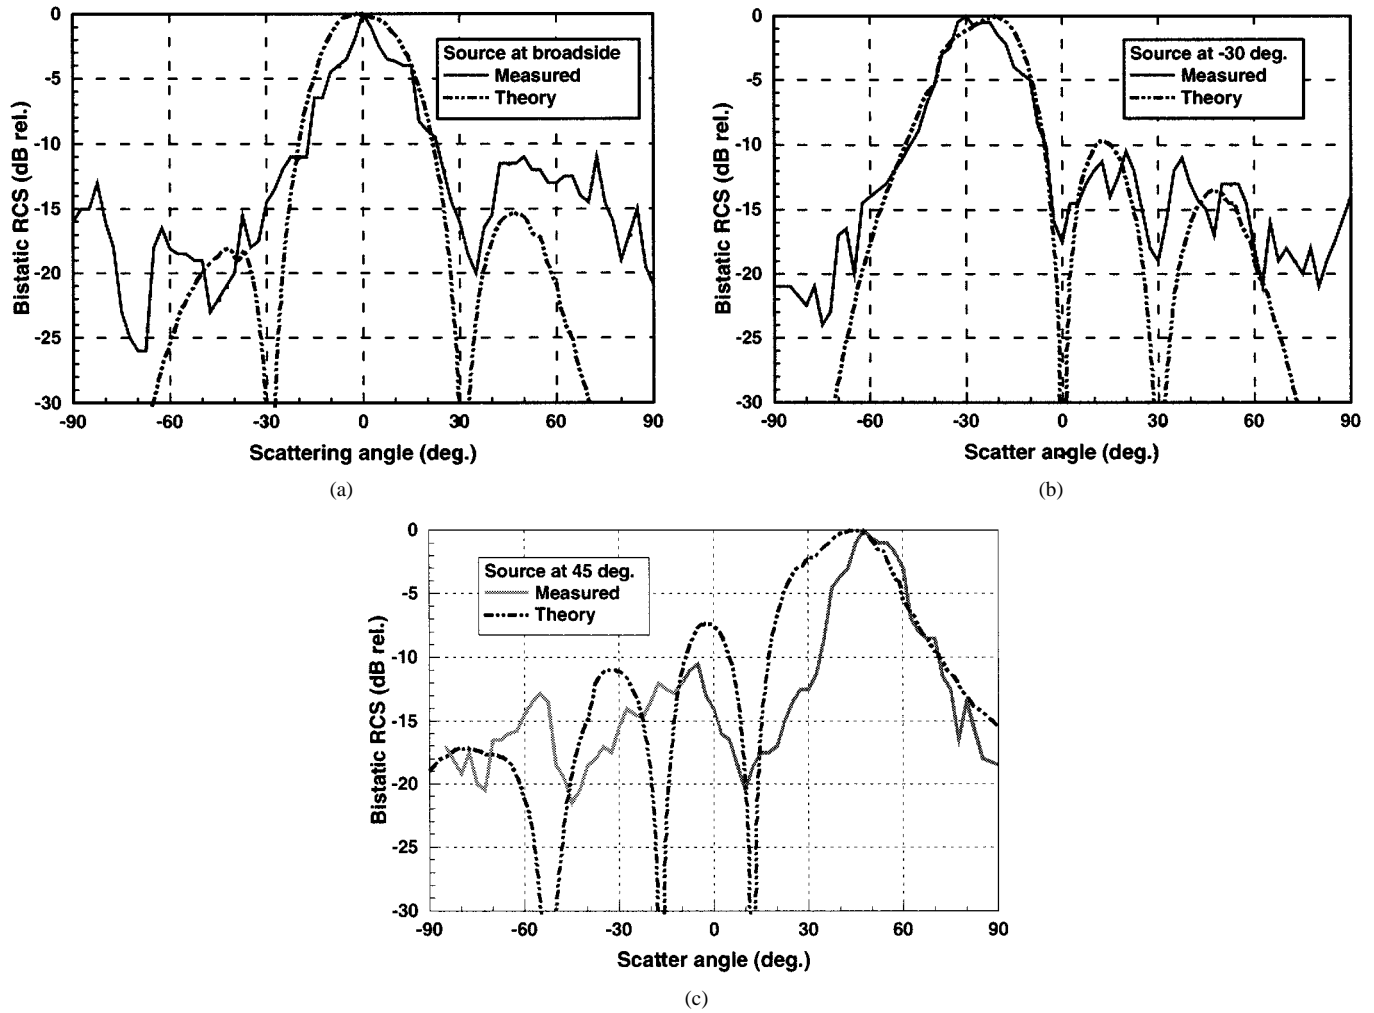 Bistatic RCS (dB rel.)
0
-5
-10
-15
-20
-25
-30
-90
-60
-30
0
30
60
90
Source at broadside
Measured
Theory
Scattering angle (deg.)
(a)
Bistatic RCS (dB rel.)
0
-5
-10
-15
-20
-25
-30
-90
-60
-30
0
30
60
90
Source at -30 deg.
Measured
Theory
Scatter angle (deg.)
(b)
Bistatic RCS (dB rel.)
0
-5
-10
-15
-20
-25
-30
-90
-60
-30
0
30
60
90
Source at 45 deg.
Measured
Theory
Scatter angle (deg.)
(c)